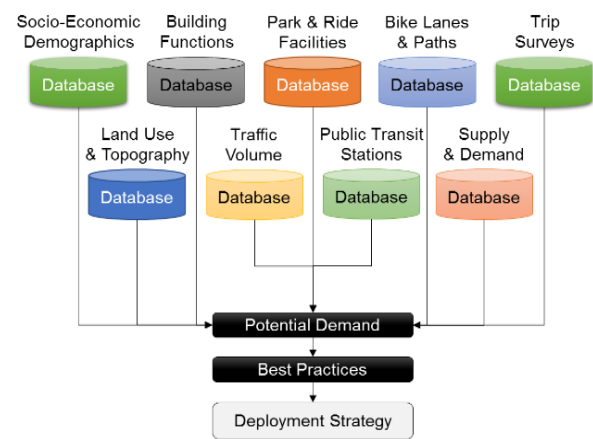 Socio-Economic
Demographics
Building
Functions
Park & Ride
Facilities
Bike Lanes
& Paths
Trip
Surveys
Database
Database
Database
Database
Database
Land Use
& Topography
Traffic
Volume
Public Transit
Stations
Supply
& Demand
Database
Database
Database
Database
Potential Demand
Best Practices
Deployment Strategy